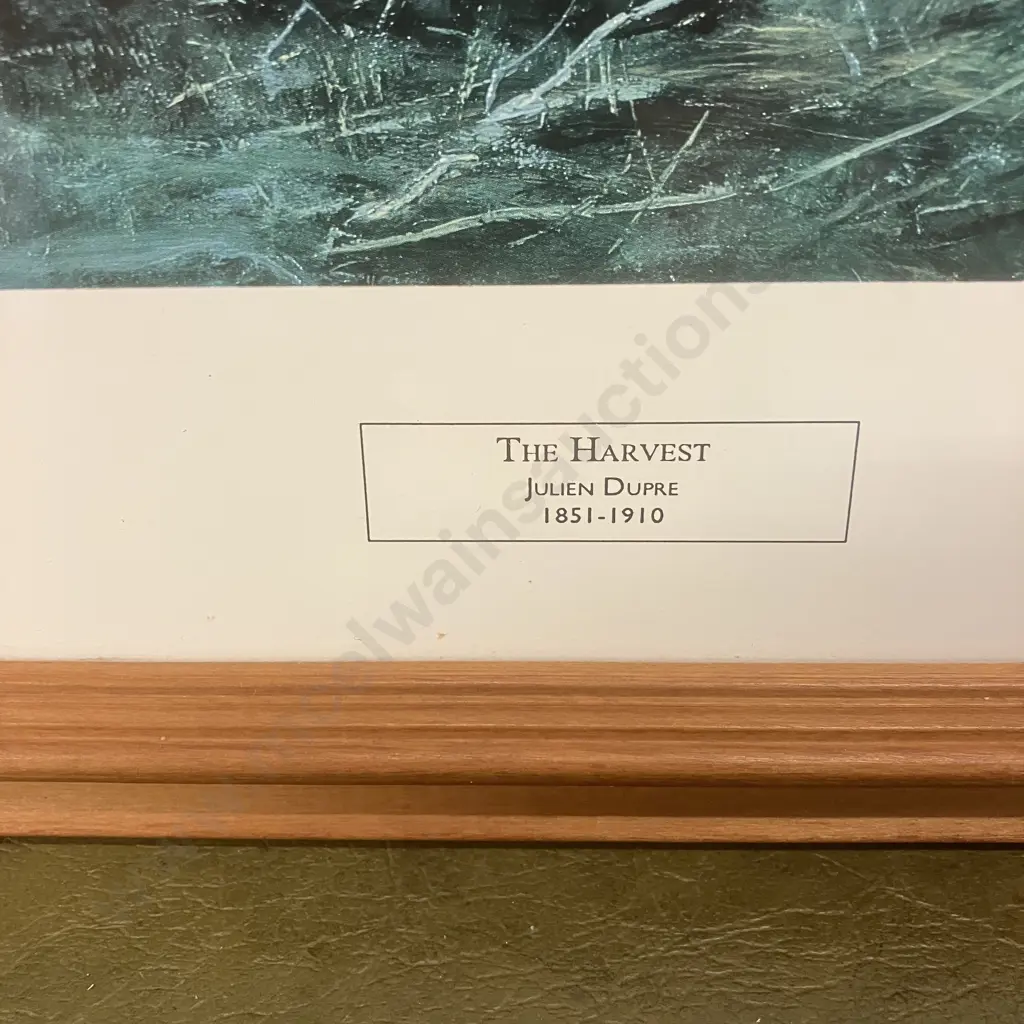 The Harvest
Julien Dupre
1851-1910